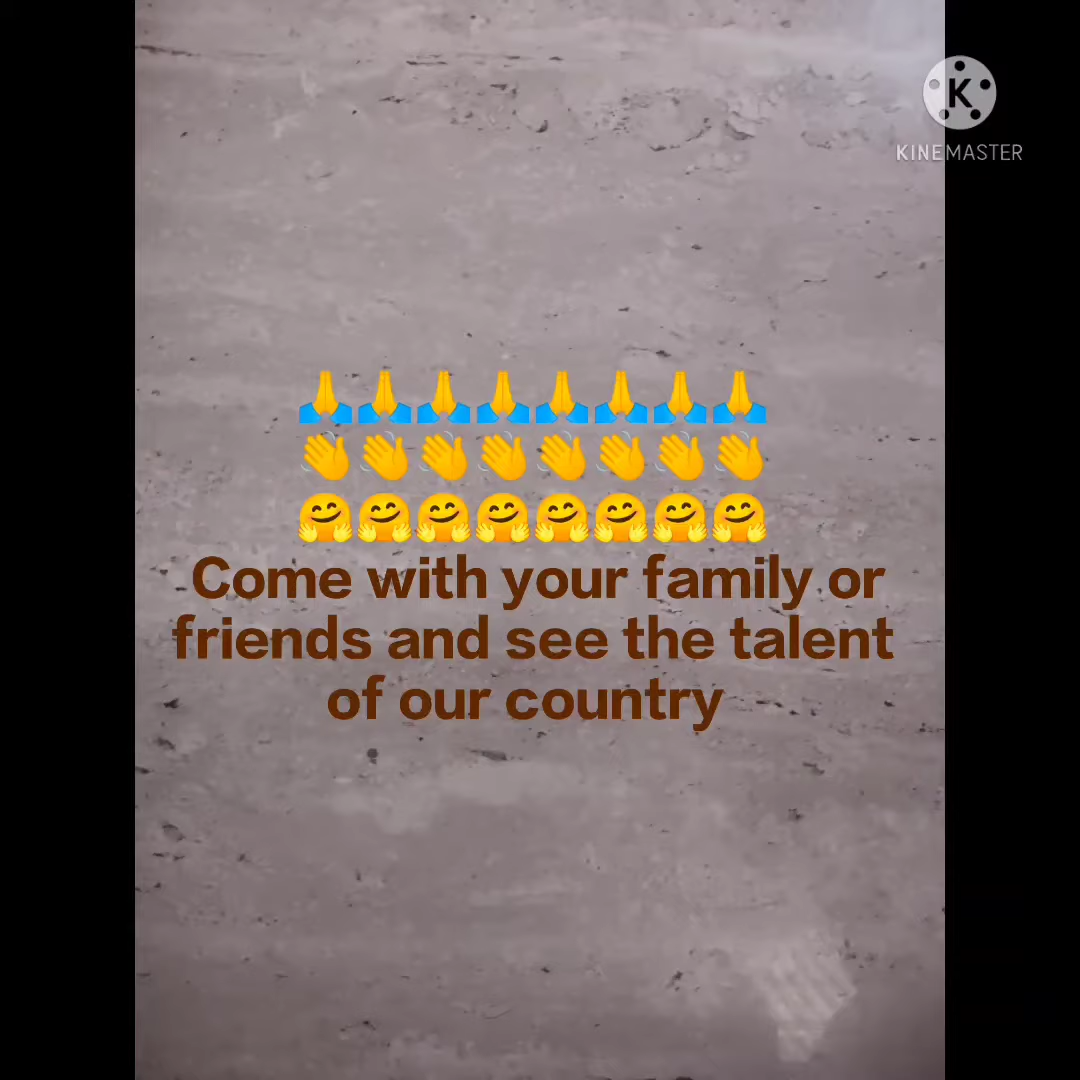 K
KINEMASTER
🙏🙏🙏🙏🙏🙏🙏🙏
👋👋👋👋👋👋👋👋
🤗🤗🤗🤗🤗🤗🤗🤗
Come with your family or
friends and see the talent
of our country